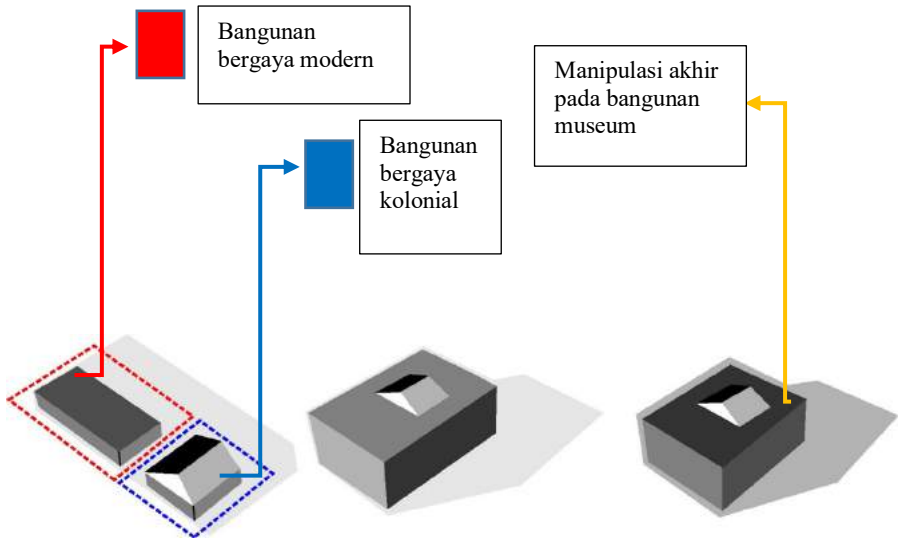 Bangunan
bergaya modern
Manipulasi akhir
pada bangunan
museum
Bangunan
bergaya
kolonial